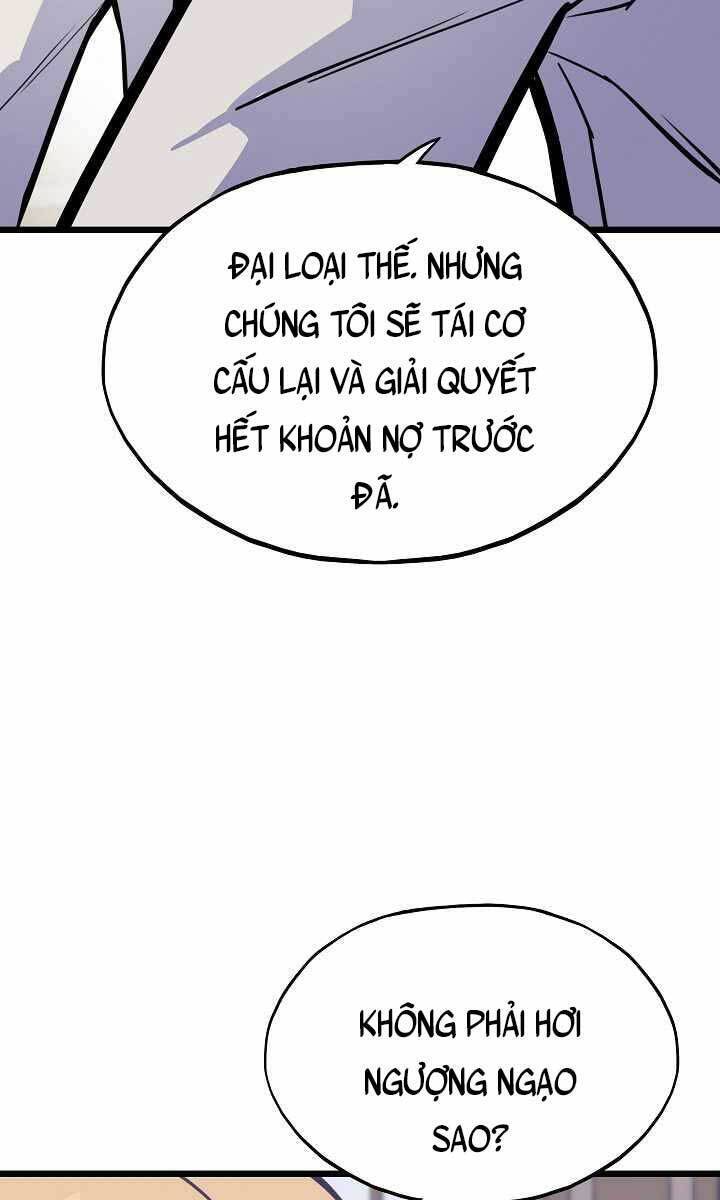 ĐẠI LOẠI THẾ. NHƯNG
CHÚNG TÔI SẼ TÁI CƠ
CẤU LẠI VÀ GIẢI QUYẾT
HẾT KHOẢN NỢ TRƯỚC
ĐÃ.
KHÔNG PHẢI HƠI
NGƯỢNG NGẠO
SAO?